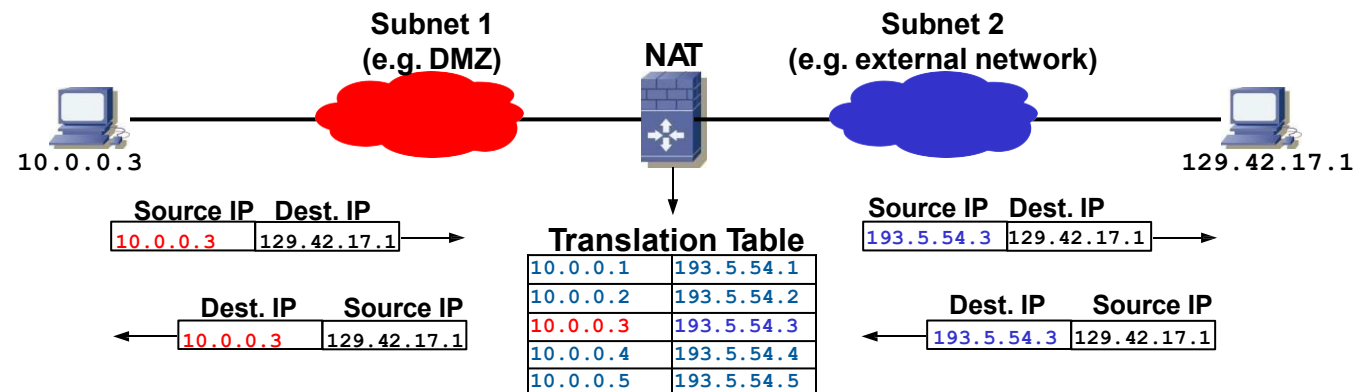 Subnet 1
(e.g. DMZ)
NAT
Subnet 2
(e.g. external network)
10.0.0.3
129.42.17.1
Source IP Dest. IP
10.0.0.3 129.42.17.1
Dest. IP Source IP
10.0.0.3 129.42.17.1
Translation Table
10.0.0.1 193.5.54.1
10.0.0.2 193.5.54.2
10.0.0.3 193.5.54.3
10.0.0.4 193.5.54.4
10.0.0.5 193.5.54.5
Source IP Dest. IP
193.5.54.3 129.42.17.1
Dest. IP Source IP
193.5.54.3 129.42.17.1